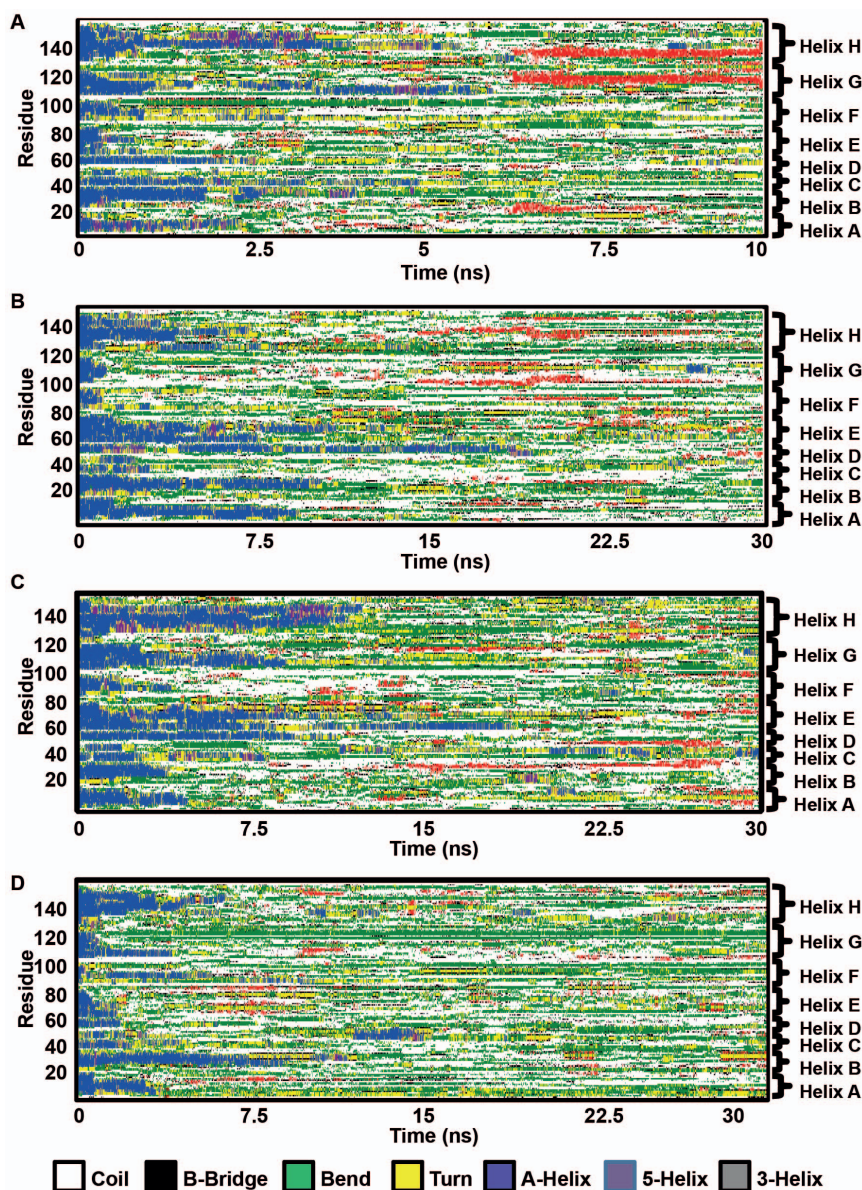 A
Residue
140
120
100
80
60
40
20
0
2.5
5
7.5
10
Time (ns)
Helix H
Helix G
Helix F
Helix E
Helix D
Helix C
Helix B
Helix A
B
Residue
140
120
100
80
60
40
20
0
7.5
15
22.5
30
Time (ns)
Helix H
Helix G
Helix F
Helix E
Helix D
Helix C
Helix B
Helix A
C
Residue
140
120
100
80
60
40
20
0
7.5
15
22.5
30
Time (ns)
Helix H
Helix G
Helix F
Helix E
Helix D
Helix C
Helix B
Helix A
D
Residue
140
120
100
80
60
40
20
0
7.5
15
22.5
30
Time (ns)
Helix H
Helix G
Helix F
Helix E
Helix D
Helix C
Helix B
Helix A
Coil B-Bridge Bend Turn A-Helix 5-Helix 3-Helix